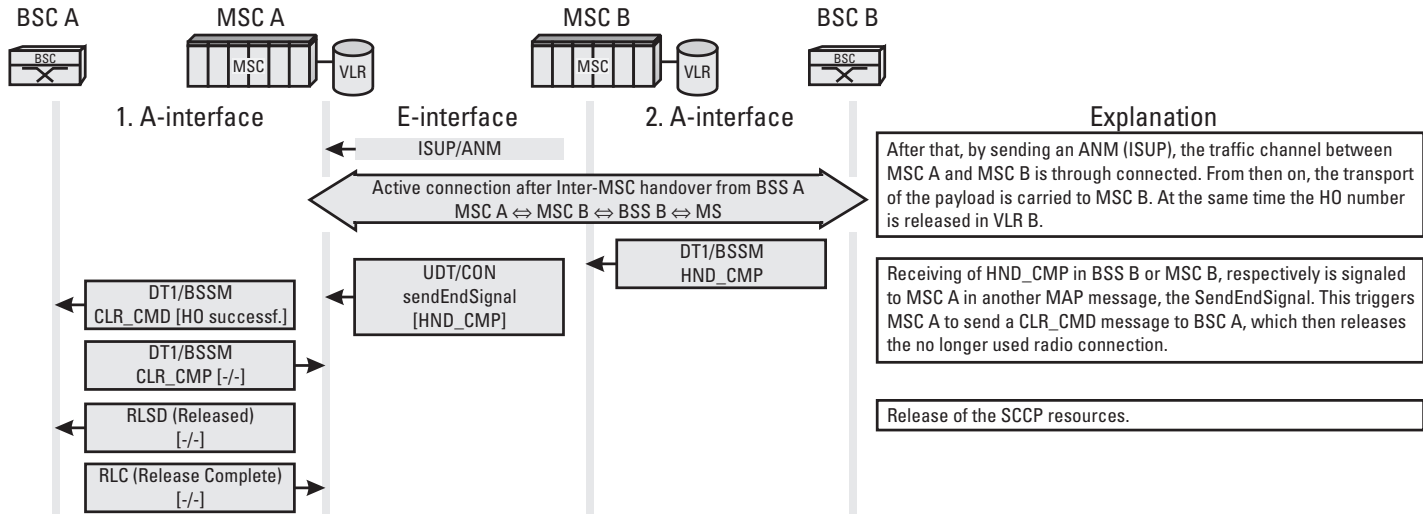 BSC A
MSC A
MSC B
BSC B
BSC
MSC
VLR
MSC
VLR
BSC
1. A-interface
E-interface
2. A-interface
Explanation
ISUP/ANM
After that, by sending an ANM (ISUP), the traffic channel between
MSC A and MSC B is through connected. From then on, the transport
of the payload is carried to MSC B. At the same time the HO number
is released in VLR B.
Active connection after Inter-MSC handover from BSS A
MSC A ⇔ MSC B ⇔ BSS B ⇔ MS
DT1/BSSM
HND_CMP
UDT/CON
sendEndSignal
[HND_CMP]
Receiving of HND_CMP in BSS B or MSC B, respectively is signaled
to MSC A in another MAP message, the SendEndSignal. This triggers
MSC A to send a CLR_CMD message to BSC A, which then releases
the no longer used radio connection.
DT1/BSSM
CLR_CMD [HO successf.]
DT1/BSSM
CLR_CMP [-/-]
RLSD (Released)
[-/-]
Release of the SCCP resources.
RLC (Release Complete)
[-/-]